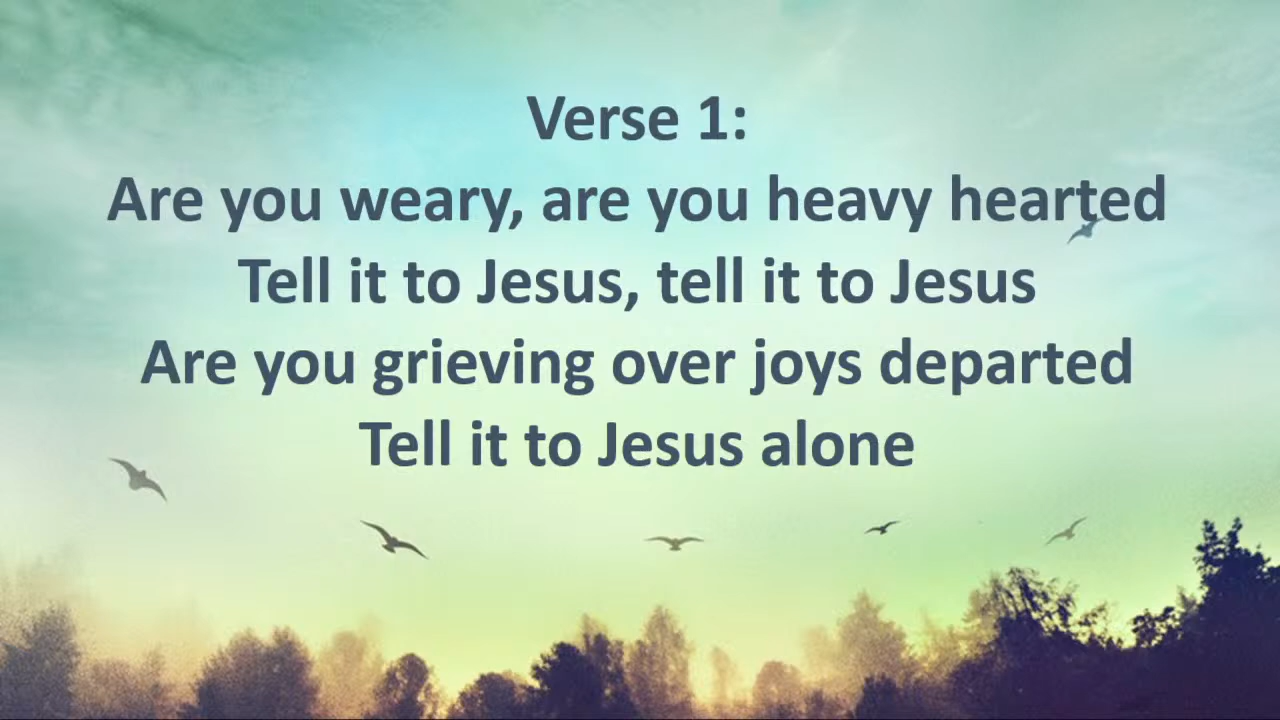 Verse 1:
Are you weary, are you heavy hearted
Tell it to Jesus, tell it to Jesus
Are you grieving over joys departed
Tell it to Jesus alone